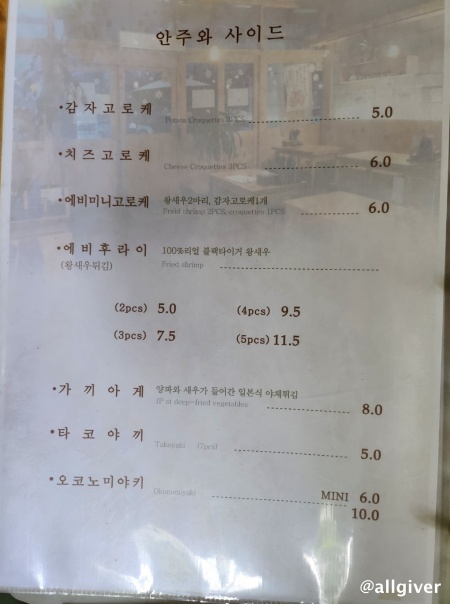 안주와 사이드
•감자고로케 5.0
•치즈고로케 Cheese Croquettes 3PCS 6.0
•에비미니고로케 왕새우2마리, 감자고로케1개 6.0
Freid shrimp 2PCS, croquettes 1PCS
•에비후라이 100%리얼 블랙타이거 왕새우
(왕새우튀김) Fried shrimp
(2pcs) 5.0 (4pcs) 9.5
(3pcs) 7.5 (5pcs) 11.5
•가끼아게 양파와 새우가 들어간 일본식 야채튀김
JP st deep-fried vegetables 8.0
•타코야끼 Takoyaki 5.0
•오코노미야키 Okonomiyaki MINI 6.0
10.0
@allgiver